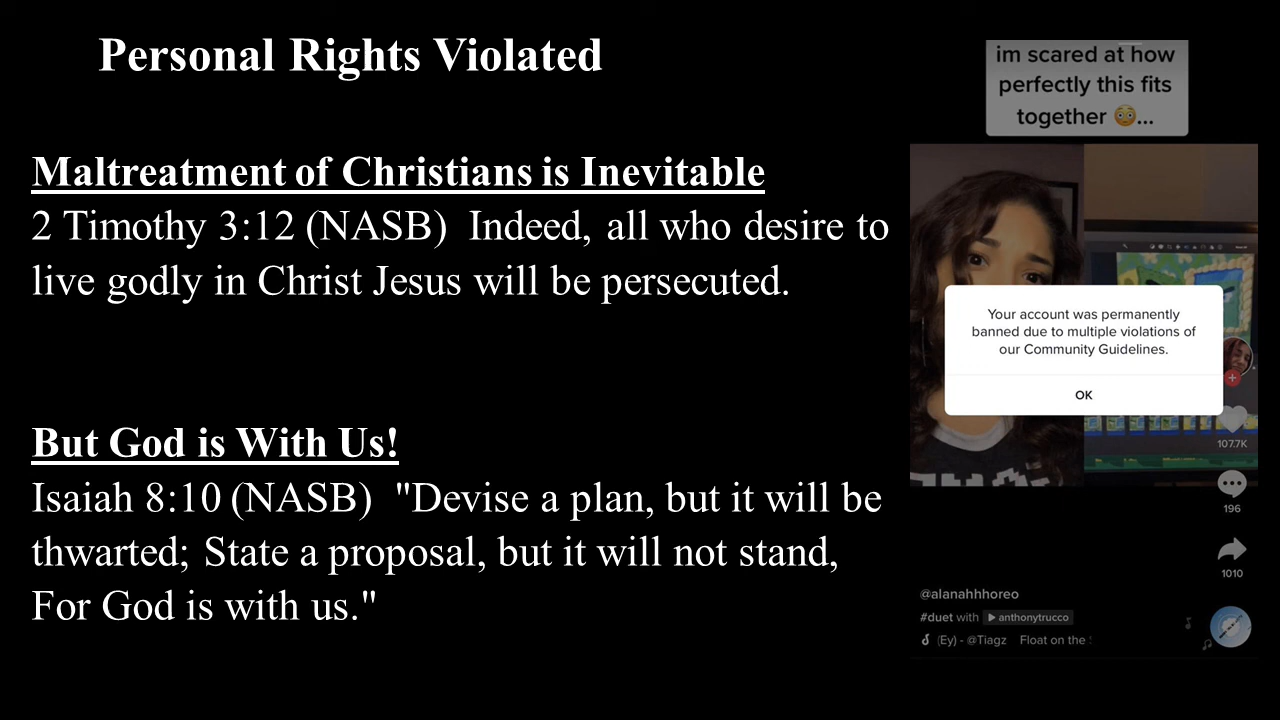 Personal Rights Violated
Maltreatment of Christians is Inevitable
2 Timothy 3:12 (NASB)  Indeed, all who desire to
live godly in Christ Jesus will be persecuted.
But God is With Us!
Isaiah 8:10 (NASB)  "Devise a plan, but it will be
thwarted; State a proposal, but it will not stand,
For God is with us."
im scared at how
perfectly this fits
together 😳...
Your account was permanently
banned due to multiple violations of
our Community Guidelines.
OK
107.7K
196
1010
@alanahhhoreo
#duet with ▶ anthonytrucco
(Ey) - @Tiagz    Float on the